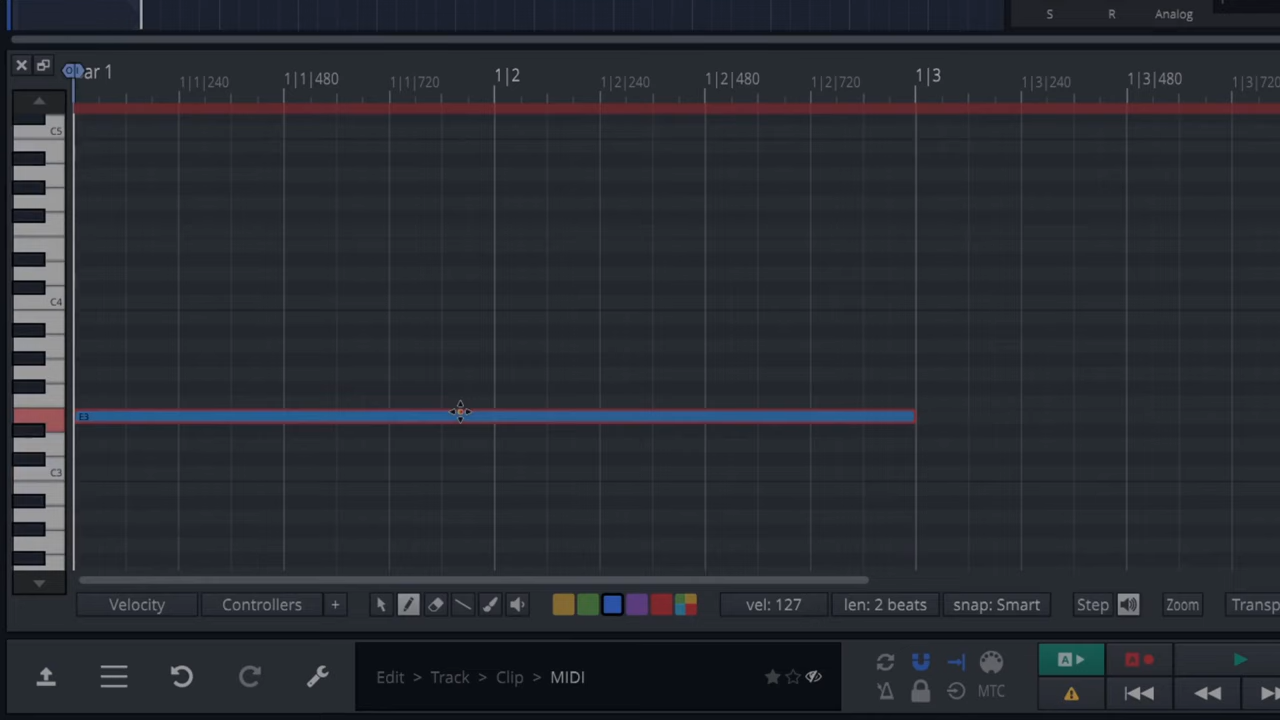 S R Analog
ar 1 1|1|240 1|1|480 1|1|720 1|2 1|2|240 1|2|480 1|2|720 1|3 1|3|240 1|3|480 1|3|720
C5
C4
E3
C3
Velocity Controllers + vel: 127 len: 2 beats snap: Smart Step Zoom Transp
A A
Edit > Track > Clip > MIDI MTC